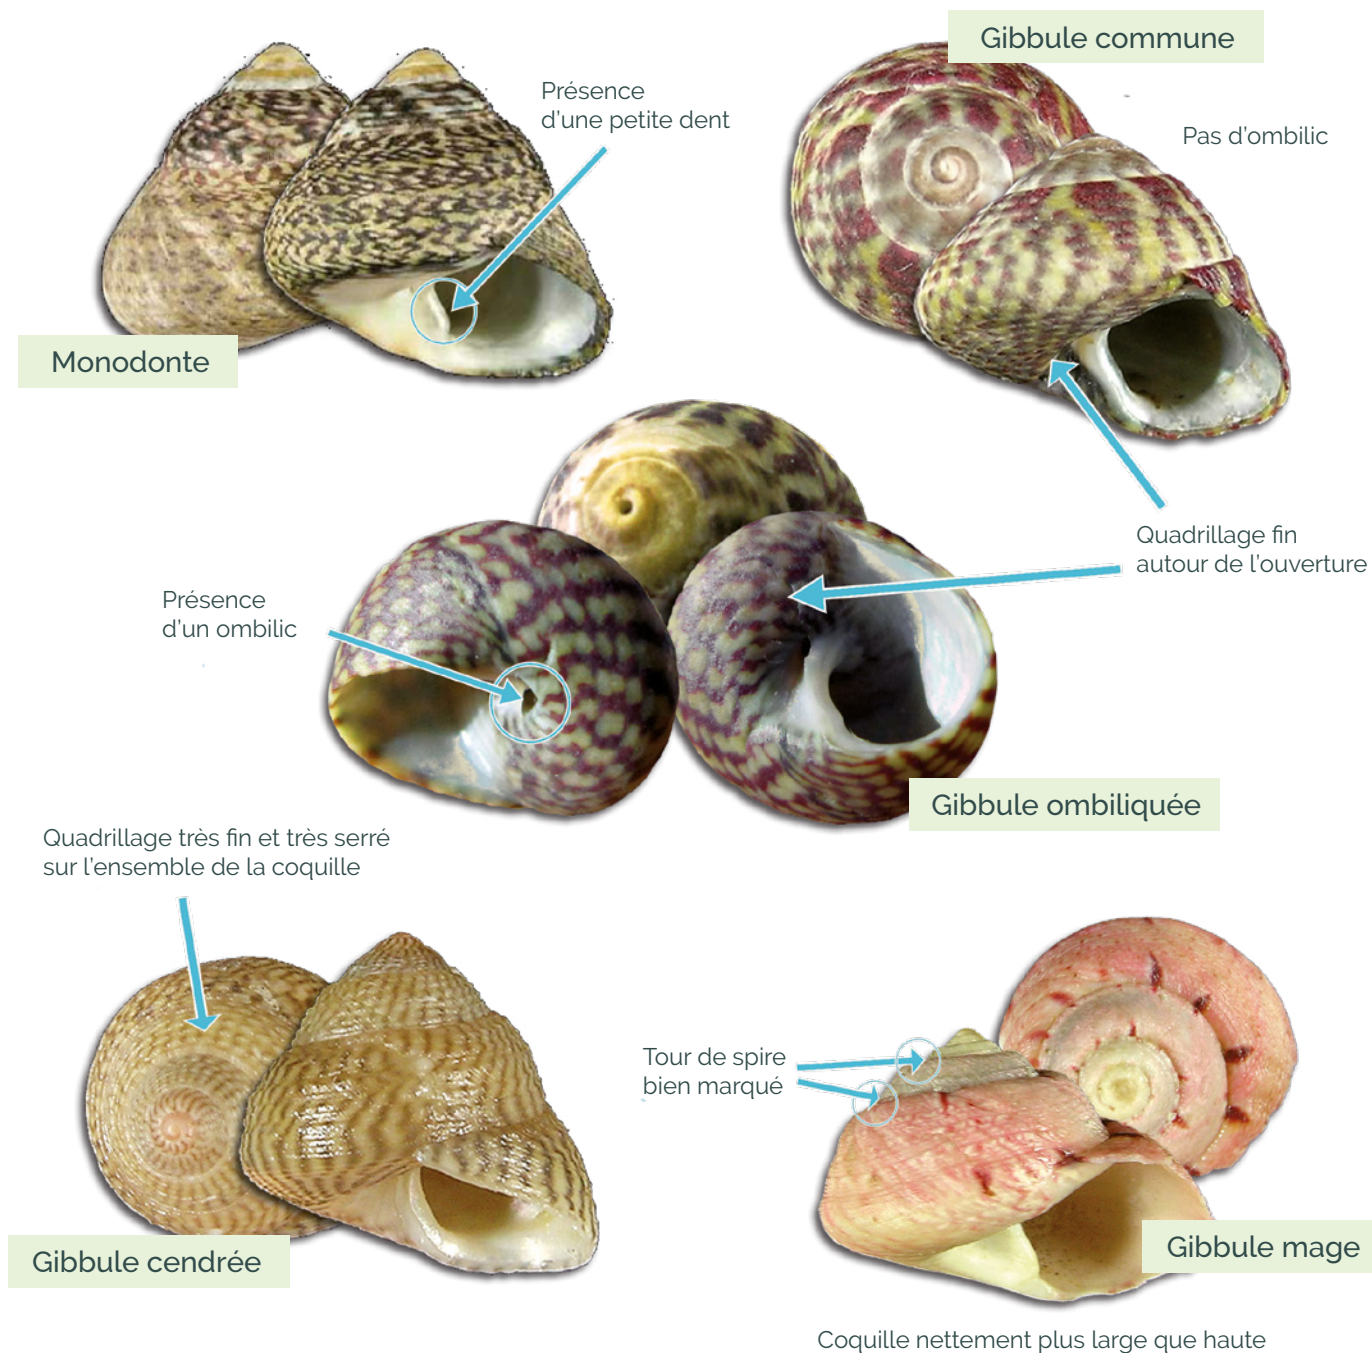 Gibbule commune
Présence
d'une petite dent
Pas d'ombilic
Monodonte
Quadrillage fin
autour de l'ouverture
Présence
d'un ombilic
Gibbule ombiliquée
Quadrillage très fin et très serré
sur l'ensemble de la coquille
Tour de spire
bien marqué
Gibbule cendrée
Gibbule mage
Coquille nettement plus large que haute